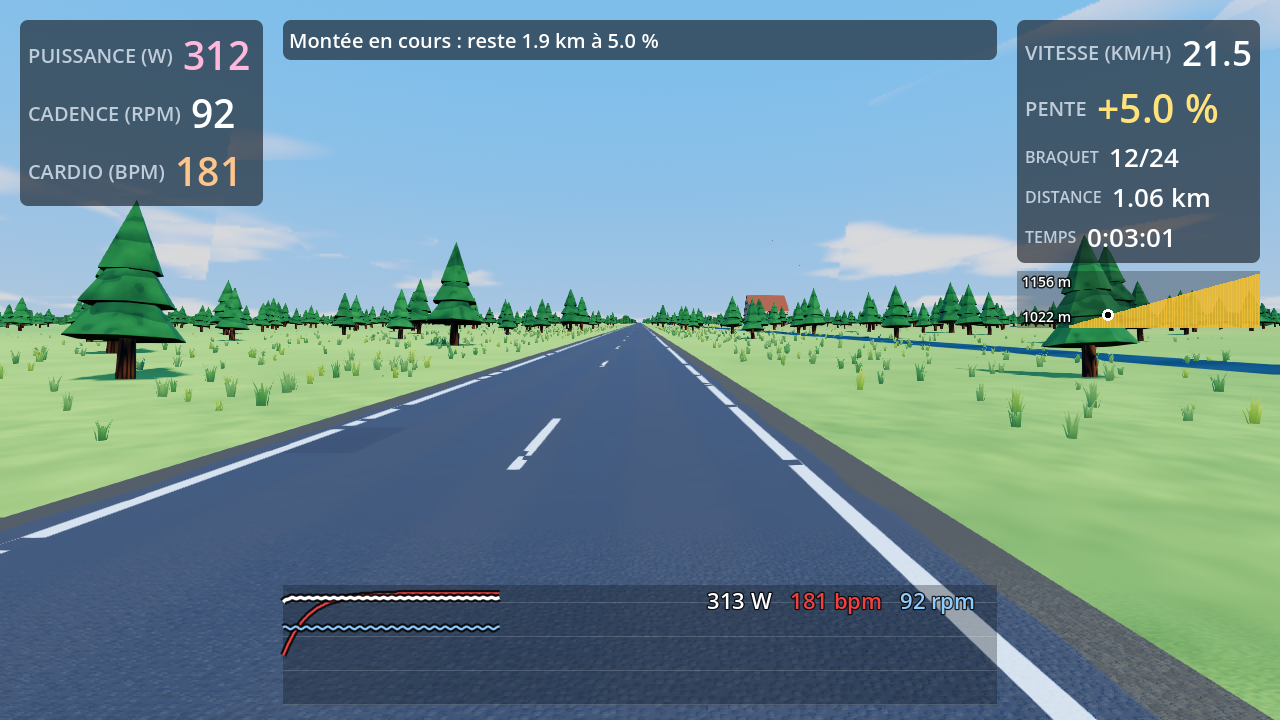 PUISSANCE (W) 312
CADENCE (RPM) 92
CARDIO (BPM) 181
Montée en cours : reste 1.9 km à 5.0 %
VITESSE (KM/H) 21.5
PENTE +5.0 %
BRAQUET 12/24
DISTANCE 1.06 km
TEMPS 0:03:01
1156 m
1022 m
313 W 181 bpm 92 rpm